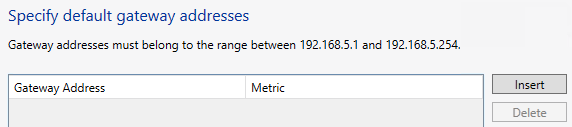 Specify default gateway addresses
Gateway addresses must belong to the range between 192.168.5.1 and 192.168.5.254.
Gateway Address Metric Insert
Delete